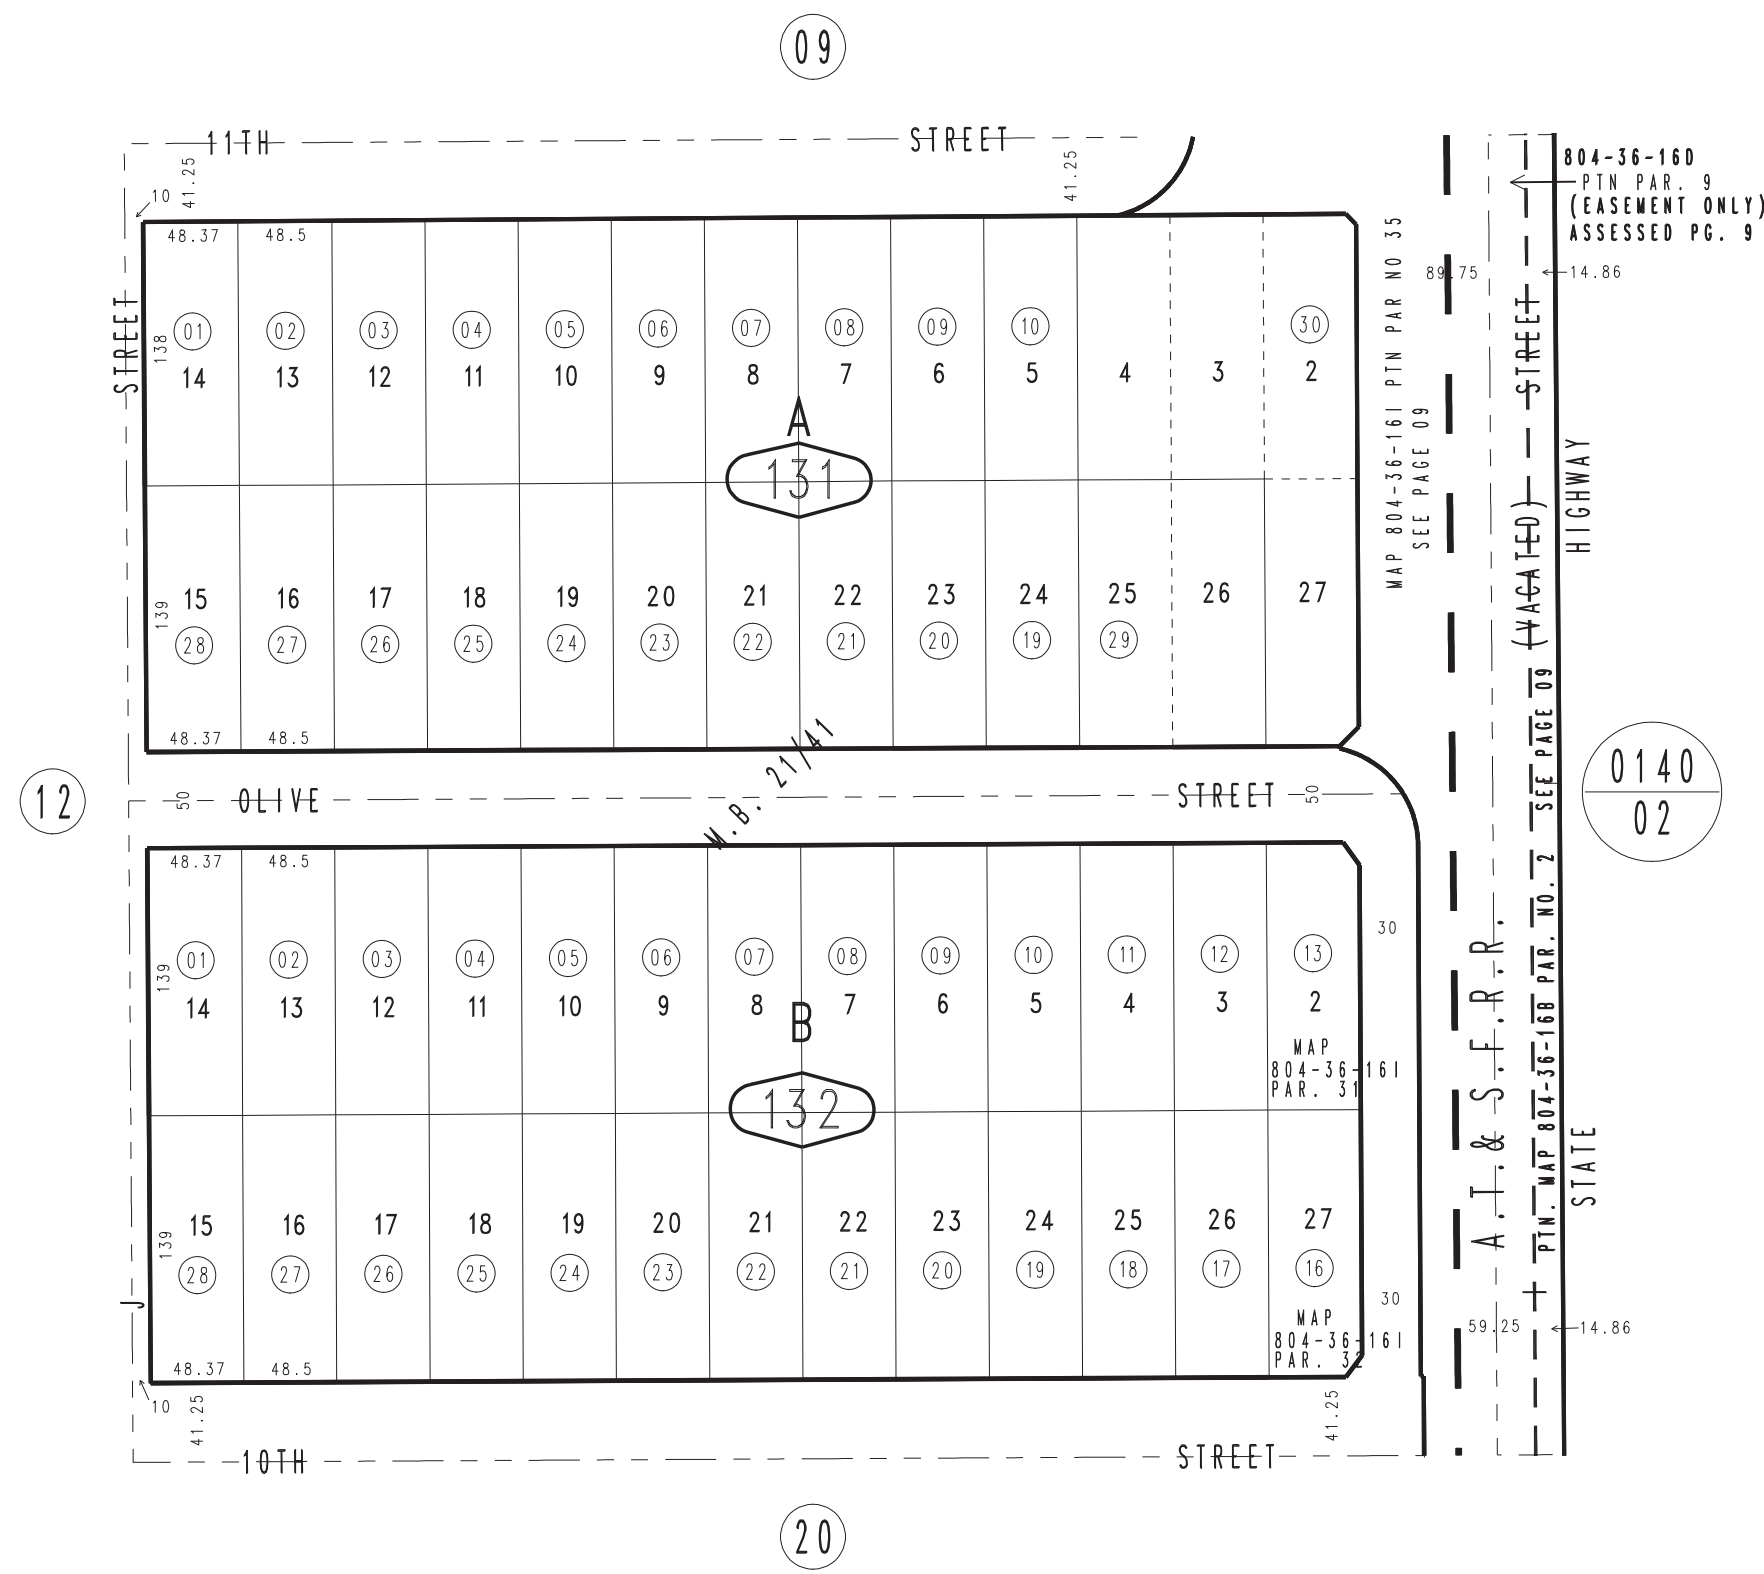 09
11TH STREET
41.25 41.25
10
804-36-16D
PTN PAR. 9
(EASEMENT ONLY)
ASSESSED PG. 9
48.37 48.5
89.75 14.86
STREET
138
01 02 03 04 05 06 07 08 09 10 30
14 13 12 11 10 9 8 7 6 5 4 3 2
A
131
MAP 804-36-16I PTN PAR NO 35
SEE PAGE 09
STREET
(VACATED)
HIGHWAY
139
15 16 17 18 19 20 21 22 23 24 25 26 27
28 27 26 25 24 23 22 21 20 19 29
48.37 48.5
M.B. 21/41
12
50 OLIVE STREET 50
0140
02
48.37 48.5
PTN. MAP 804-36-16B PAR. NO. 2 SEE PAGE 09
30
139
01 02 03 04 05 06 07 08 09 10 11 12 13
14 13 12 11 10 9 8 7 6 5 4 3 2
B
MAP
804-36-16I
PAR. 31
132
A.T.& S.F.R.R.
STATE
139
15 16 17 18 19 20 21 22 23 24 25 26 27
28 27 26 25 24 23 22 21 20 19 18 17 16
J
30
MAP
804-36-16I
PAR. 32
59.25 14.86
48.37 48.5
10
41.25 41.25
10TH STREET
20